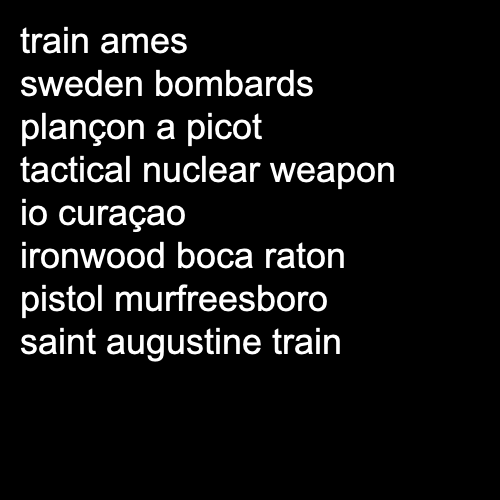 train ames
sweden bombards
plançon a picot
tactical nuclear weapon
io curaçao
ironwood boca raton
pistol murfreesboro
saint augustine train